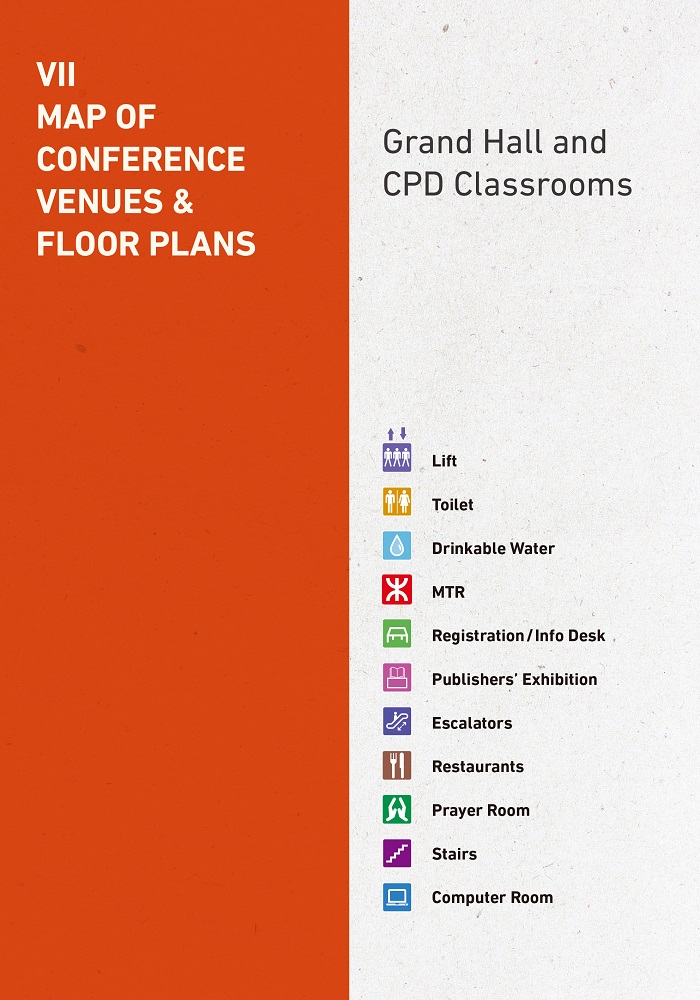 VII
MAP OF
CONFERENCE
VENUES &
FLOOR PLANS
Grand Hall and
CPD Classrooms
Lift
Toilet
Drinkable Water
MTR
Registration/Info Desk
Publishers’ Exhibition
Escalators
Restaurants
Prayer Room
Stairs
Computer Room